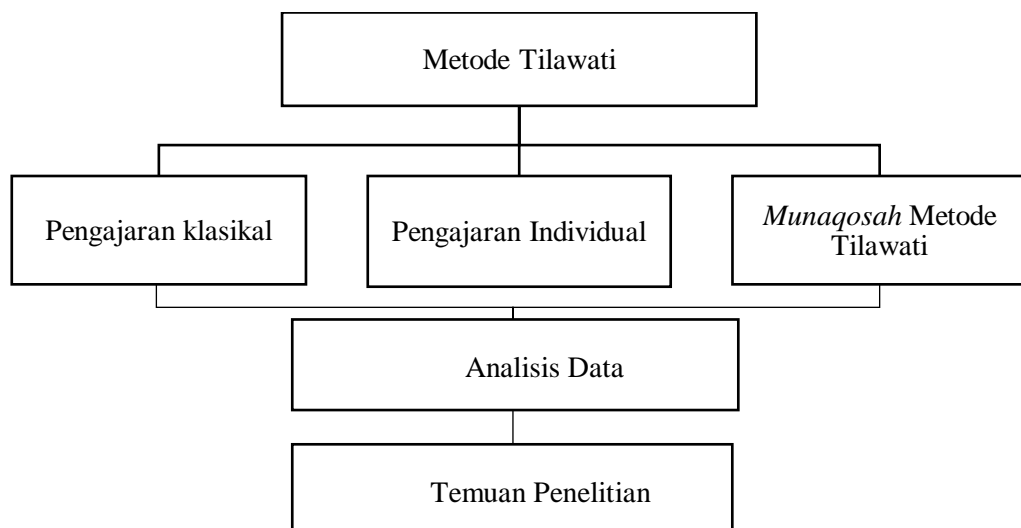 Metode Tilawati
Pengajaran klasikal
Pengajaran Individual
Munaqosah Metode
Tilawati
Analisis Data
Temuan Penelitian